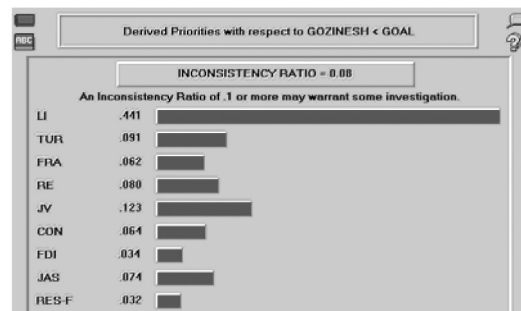 ABC
Derived Priorities with respect to GOZINESH < GOAL
INCONSISTENCY RATIO = 0.08
An Inconsistency Ratio of .1 or more may warrant some investigation.
LI .441
TUR .091
FRA .062
RE .080
JV .123
CON .064
FDI .034
JAS .074
RES-F .032